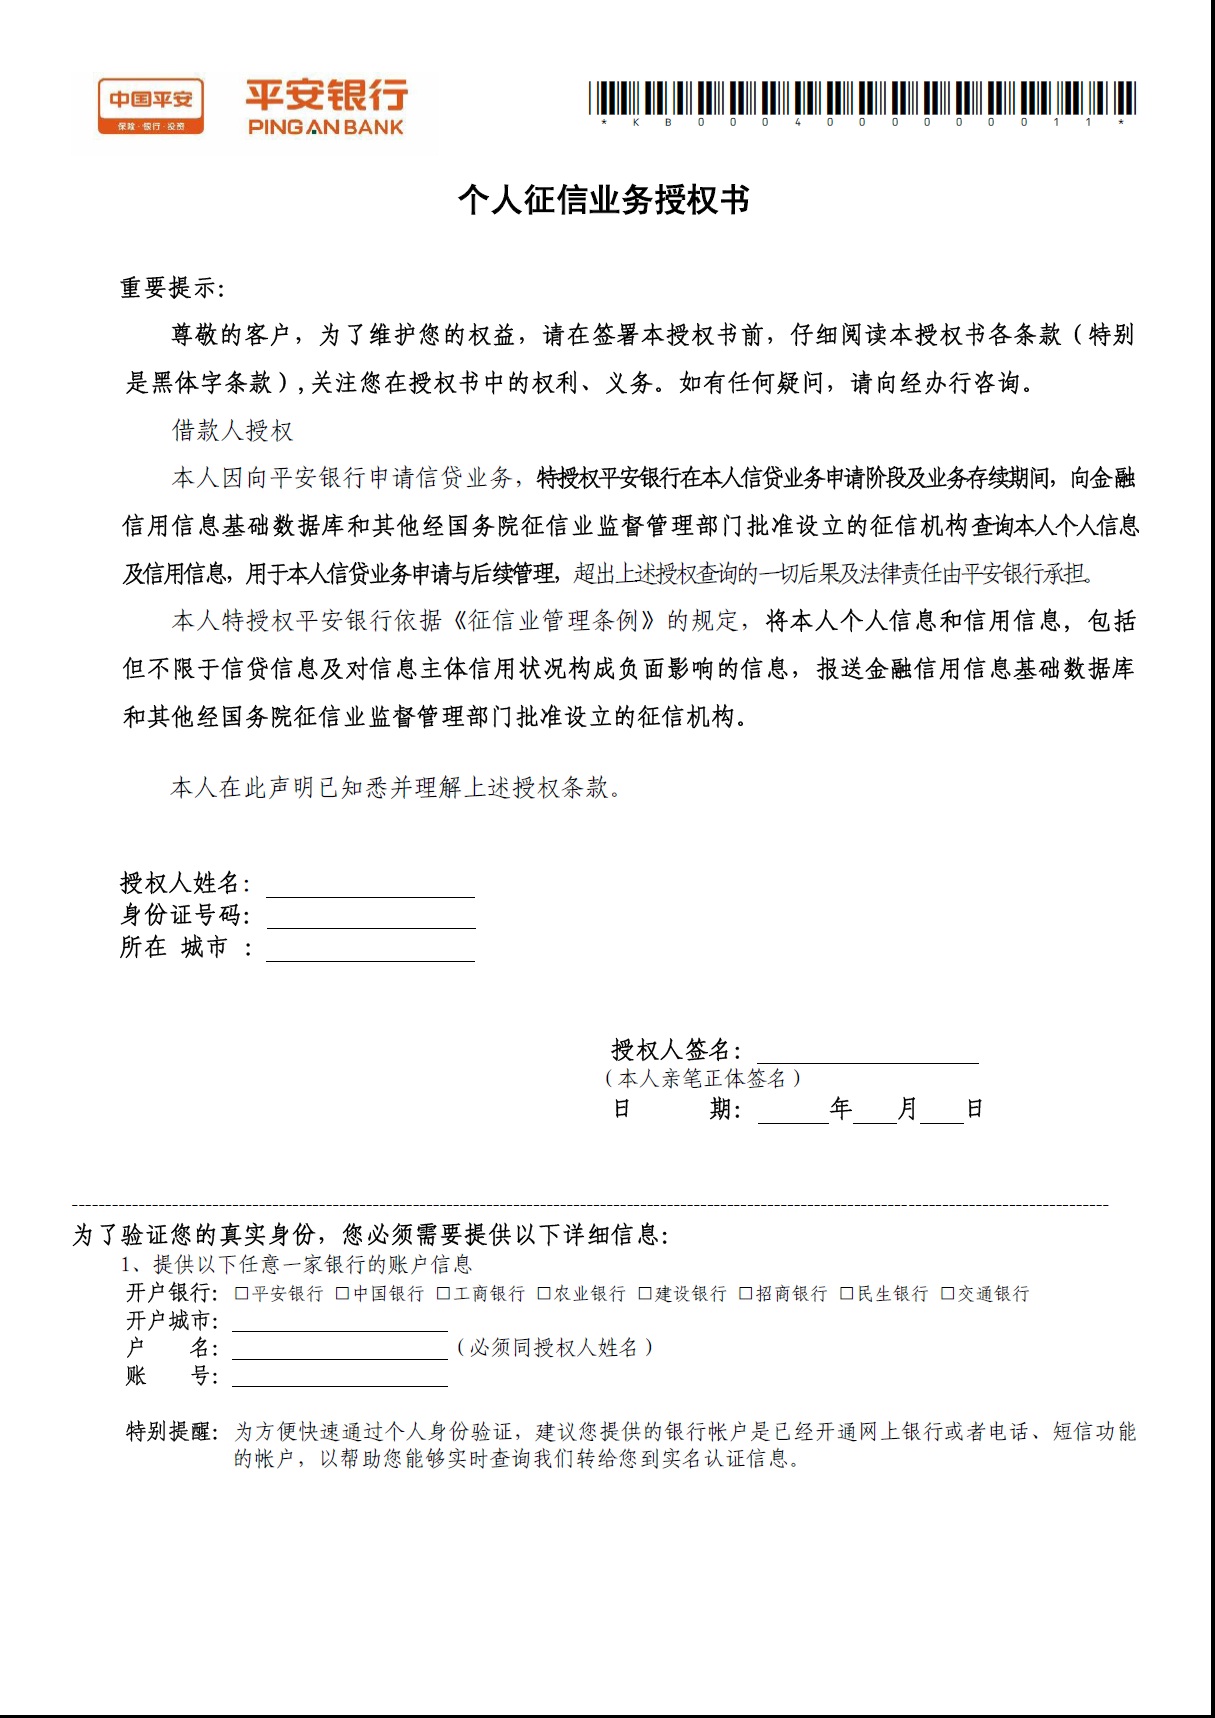 中国平安
保险·银行·投资
平安银行
PINGAN BANK
*KB00040000000011*
个人征信业务授权书
重要提示：
尊敬的客户，为了维护您的权益，请在签署本授权书前，仔细阅读本授权书各条款（特别
是黑体字条款）,关注您在授权书中的权利、义务。如有任何疑问，请向经办行咨询。
借款人授权
本人因向平安银行申请信贷业务，特授权平安银行在本人信贷业务申请阶段及业务存续期间，向金融
信用信息基础数据库和其他经国务院征信业监督管理部门批准设立的征信机构查询本人个人信息
及信用信息，用于本人信贷业务申请与后续管理，超出上述授权查询的一切后果及法律责任由平安银行承担。
本人特授权平安银行依据《征信业管理条例》的规定，将本人个人信息和信用信息，包括
但不限于信贷信息及对信息主体信用状况构成负面影响的信息，报送金融信用信息基础数据库
和其他经国务院征信业监督管理部门批准设立的征信机构。
本人在此声明已知悉并理解上述授权条款。
授权人姓名：
身份证号码：
所在 城市 ：
授权人签名：
（本人亲笔正体签名）
日 期： 年 月 日
为了验证您的真实身份，您必须需要提供以下详细信息：
1、提供以下任意一家银行的账户信息
开户银行：□平安银行 □中国银行 □工商银行 □农业银行 □建设银行 □招商银行 □民生银行 □交通银行
开户城市：
户 名： （必须同授权人姓名）
账 号：
特别提醒：为方便快速通过个人身份验证，建议您提供的银行帐户是已经开通网上银行或者电话、短信功能
的帐户，以帮助您能够实时查询我们转给您到实名认证信息。